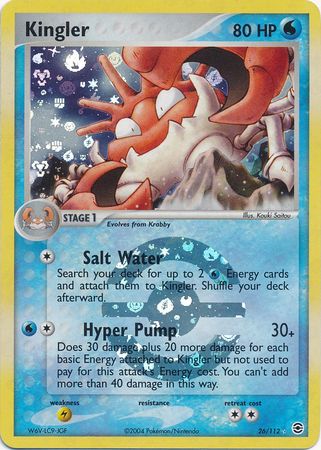 Kingler 80 HP
Illus. Kouki Saitou
STAGE 1
Evolves from Krabby
Salt Water
Search your deck for up to 2 Energy cards
and attach them to Kingler. Shuffle your deck
afterward.
Hyper Pump 30+
Does 30 damage plus 20 more damage for each
basic Energy attached to Kingler but not used to
pay for this attack's Energy cost. You can't add
more than 40 damage in this way.
weakness resistance retreat cost
W6V-LC9-JGF ©2004 Pokémon/Nintendo 26/112